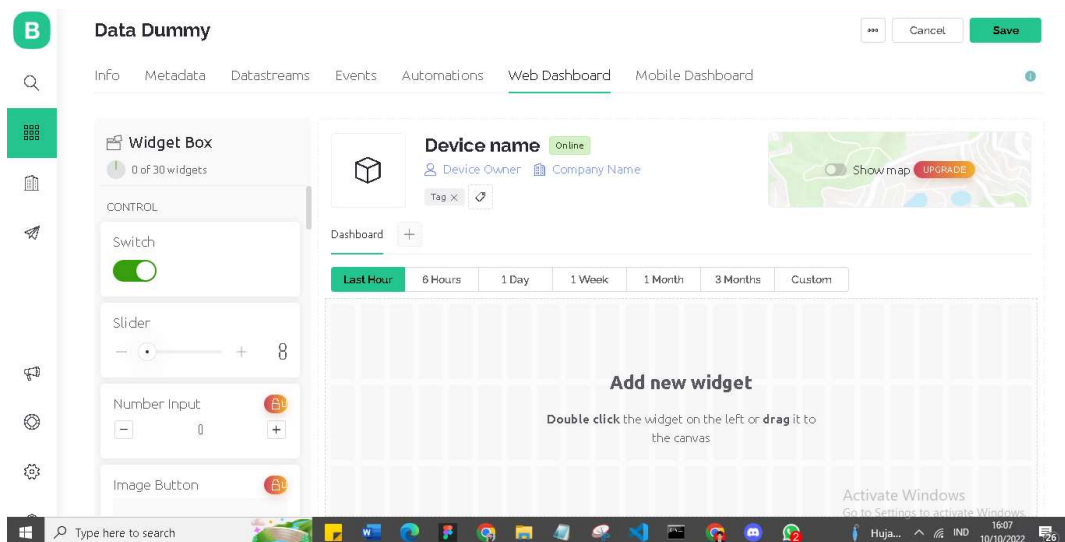 B
Data Dummy
Cancel
Save
Info Metadata Datastreams Events Automations Web Dashboard Mobile Dashboard
Widget Box
0 of 30 widgets
CONTROL
Switch
Slider
8
Number Input
0
Image Button
Device name Online
Device Owner Company Name
Tag
Show map UPGRADE
Dashboard
Last Hour 6 Hours 1 Day 1 Week 1 Month 3 Months Custom
Add new widget
Double click the widget on the left or drag it to
the canvas
Activate Windows
Go to Settings to activate Windows.
Type here to search
Huja... IND
16:07
10/10/2022
26